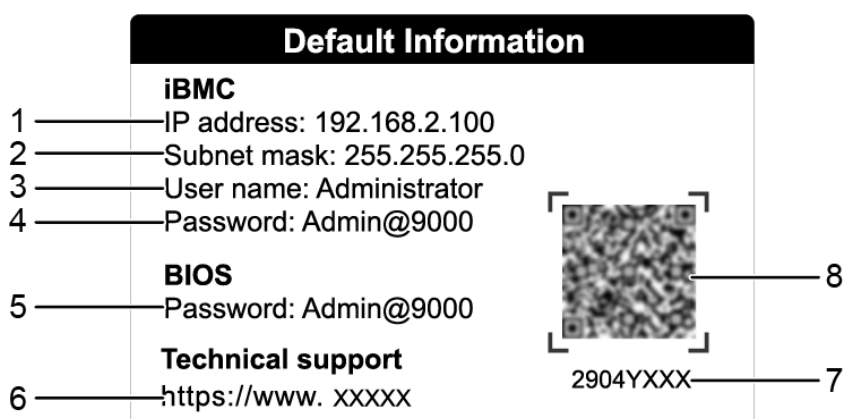 Default Information
iBMC
1 IP address: 192.168.2.100
2 Subnet mask: 255.255.255.0
3 User name: Administrator
4 Password: Admin@9000
BIOS
5 Password: Admin@9000
8
Technical support
6 https://www. xxxxx
2904YXXX 7